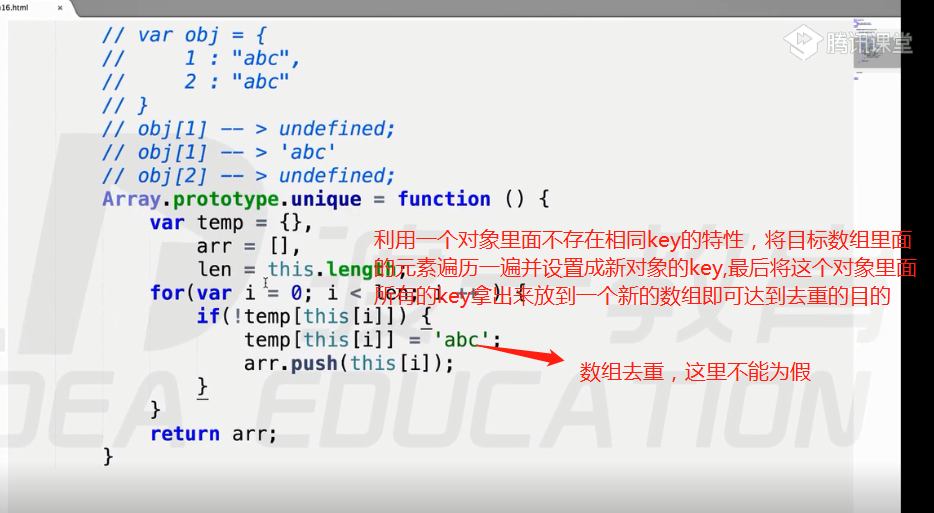 16.html ×
腾讯课堂
// var obj = {
// 1 : "abc",
// 2 : "abc"
// }
// obj[1] -- > undefined;
// obj[1] -- > 'abc'
// obj[2] -- > undefined;
Array.prototype.unique = function () {
var temp = {},
arr = [],
len = this.length;
for(var i = 0; i < len; i ++ ) {
if(!temp[this[i]]) {
temp[this[i]] ='abc';
arr.push(this[i]);
}
}
return arr;
}
利用一个对象里面不存在相同key的特性，将目标数组里面
的元素遍历一遍并设置成新对象的key,最后将这个对象里面
所有的key拿出来放到一个新的数组即可达到去重的目的
数组去重，这里不能为假
IDEA EDUCATION